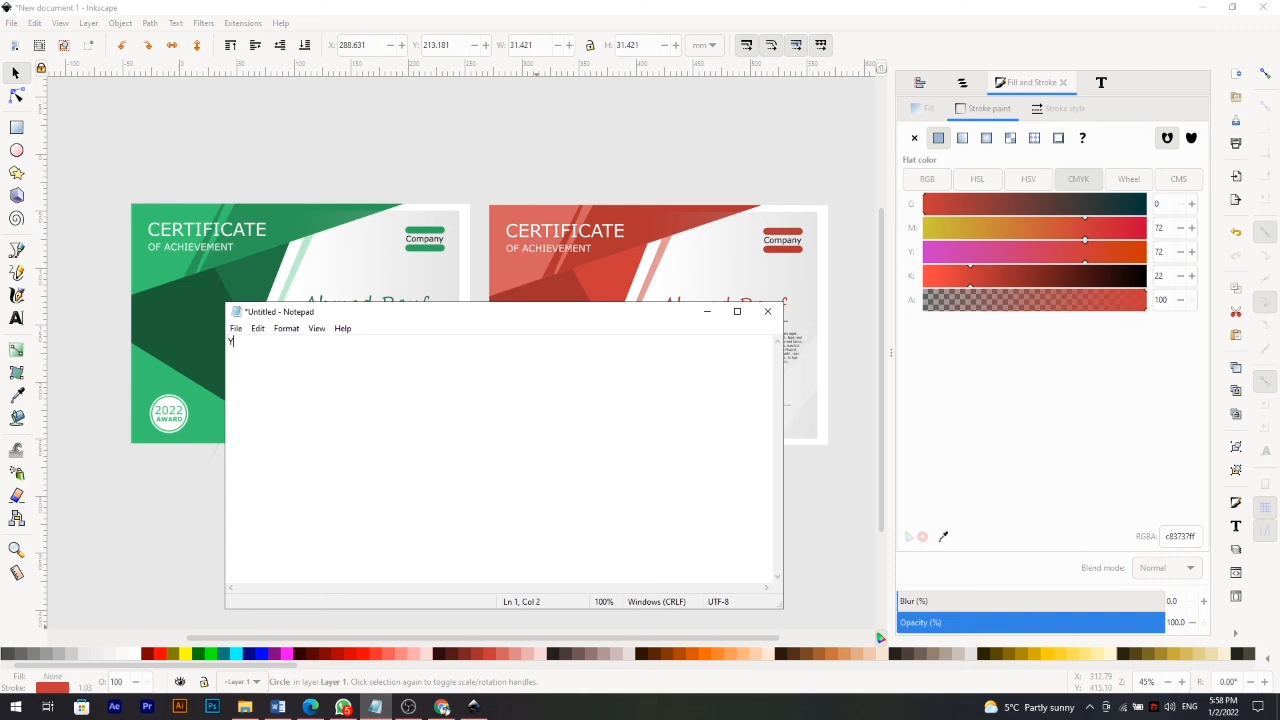 *New document 1 - Inkscape
File Edit View Layer Object Path Text Filters Extensions Help
X: 288.631 Y: 213.181 W: 31.421 H: 31.421 mm
Fill and Stroke
Fill Stroke paint Stroke style
Flat color
RGB HSL HSV CMYK Wheel CMS
C: 0
M: 72
Y: 72
K: 22
A: 100
CERTIFICATE
OF ACHIEVEMENT
Company
2022
AWARD
CERTIFICATE
OF ACHIEVEMENT
Company
*Untitled - Notepad
File Edit Format View Help
Y
Ln 1, Col 2 100% Windows (CRLF) UTF-8
RGBA: c83737ff
Blend mode: Normal
Blur (%) 0.0
Opacity (%) 100.0
Fill: None
Stroke: 1.03
O: 100
Layer 1
Circle in layer Layer 1. Click selection again to toggle scale/rotation handles.
X: 312.79
Y: 415.10
Z: 45% R: 0.00°
5°C Partly sunny
ENG
5:58 PM
1/2/2022